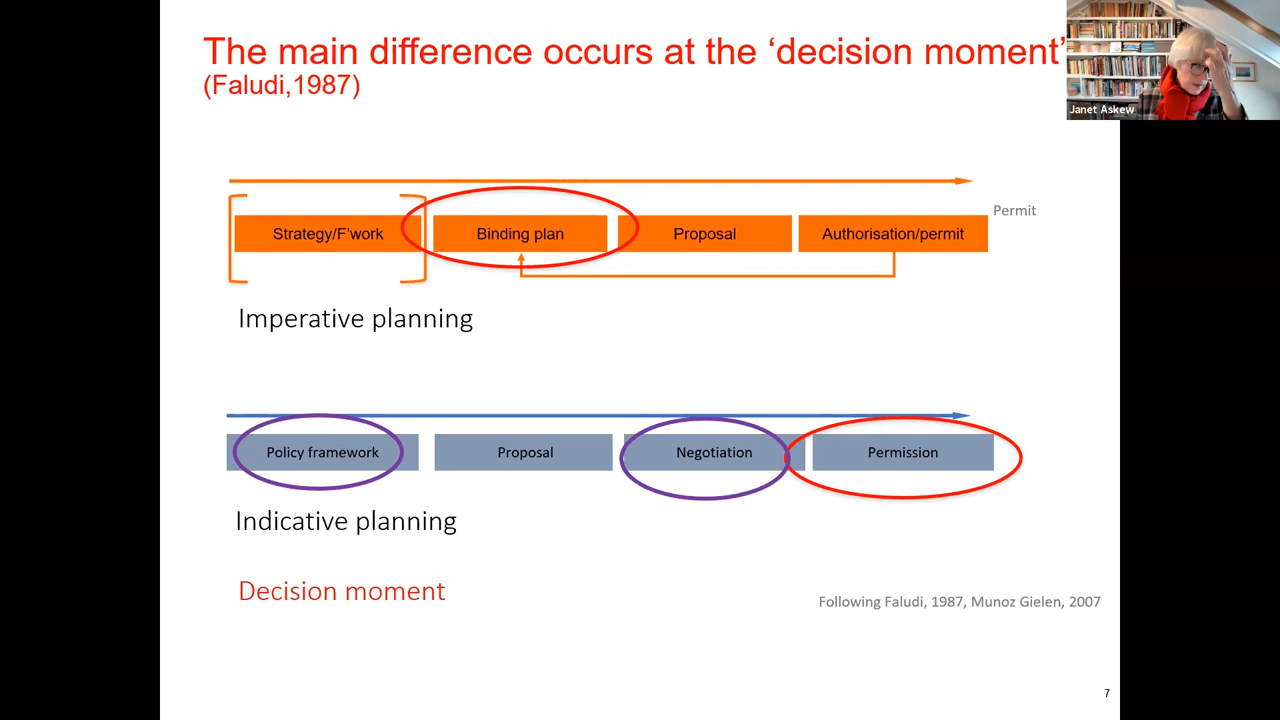 The main difference occurs at the ‘decision moment’
(Faludi,1987)
Janet Askew
Permit
Strategy/F’work
Binding plan
Proposal
Authorisation/permit
Imperative planning
Policy framework
Proposal
Negotiation
Permission
Indicative planning
Decision moment
Following Faludi, 1987, Munoz Gielen, 2007
7